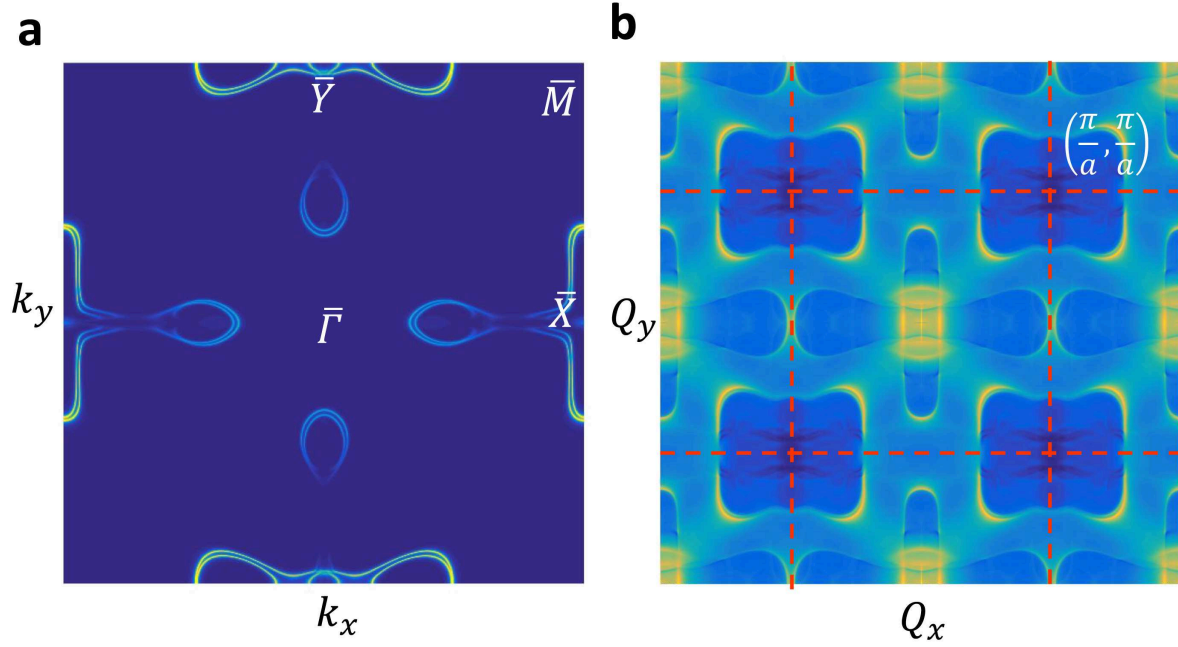 a
b
Y̅
M̅
(π/a, π/a)
k_y
Γ̅
X̅
Q_y
k_x
Q_x